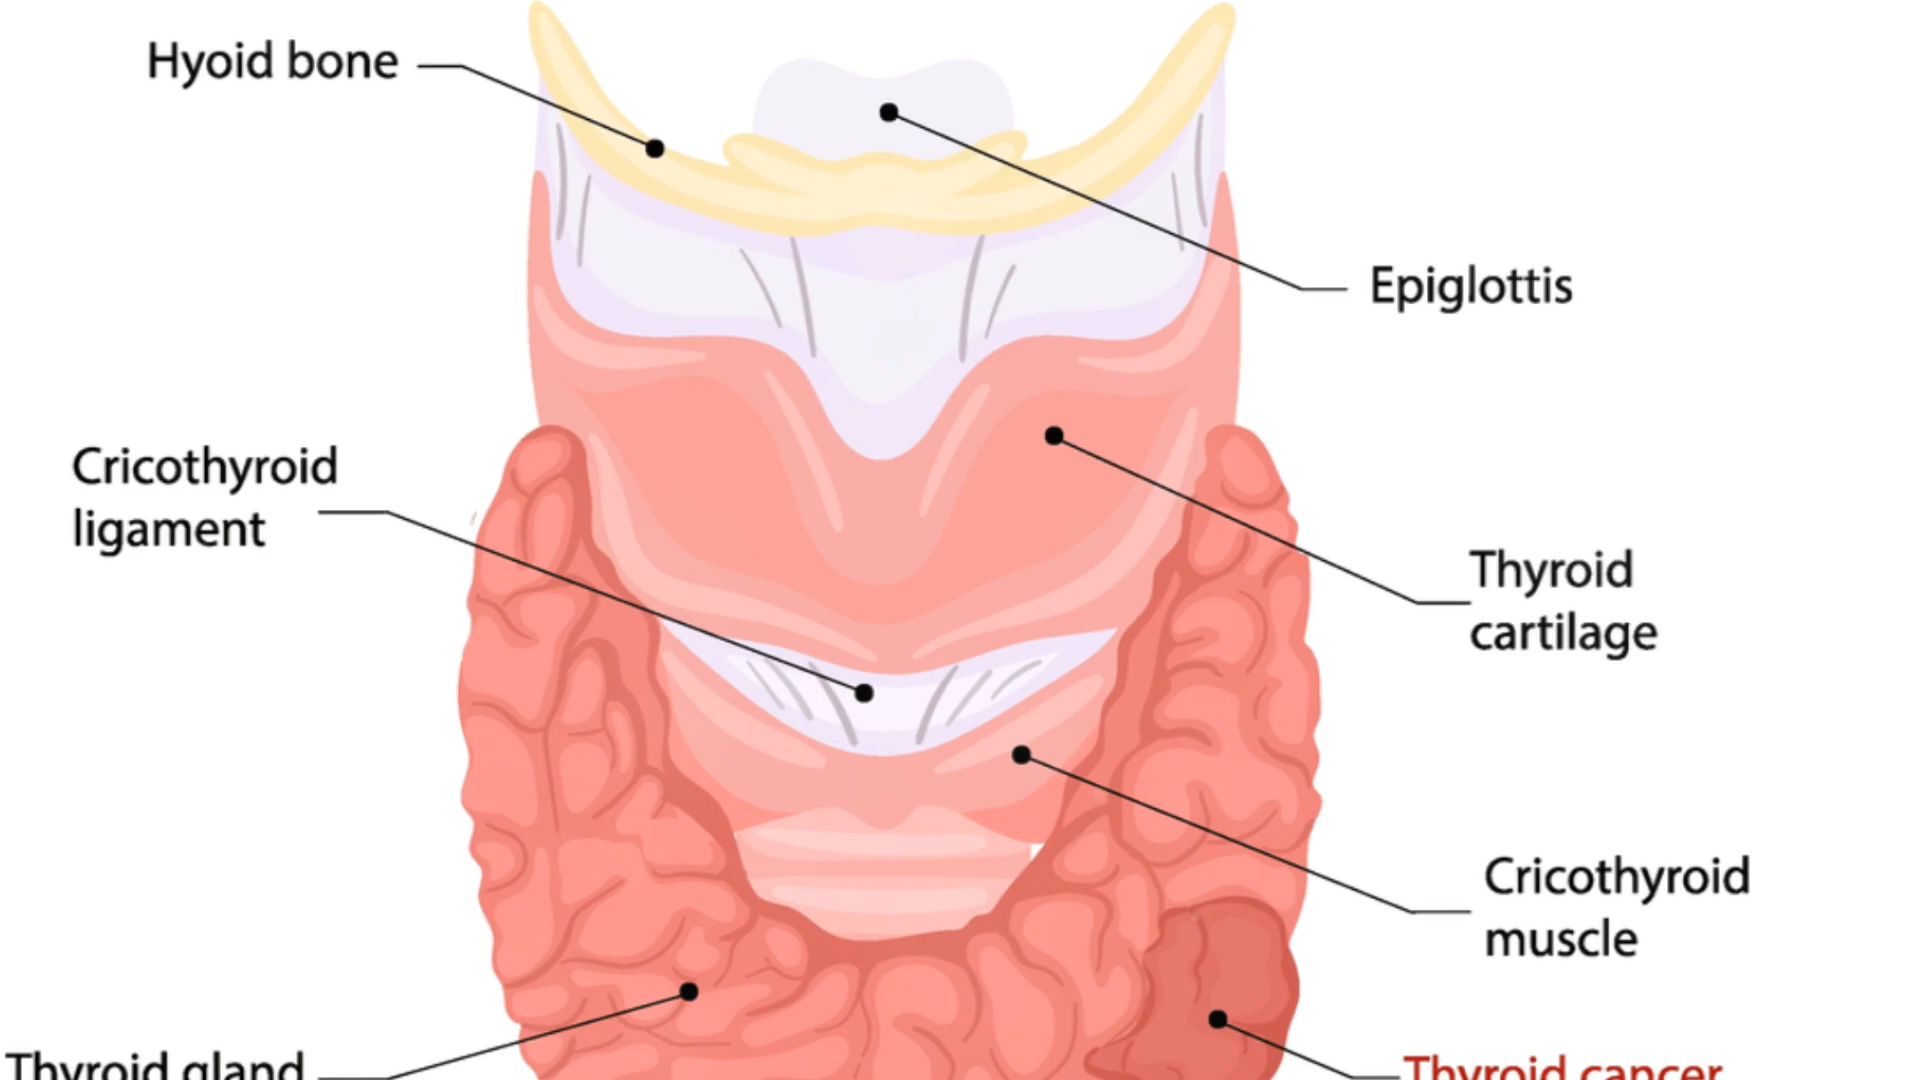 Hyoid bone
Epiglottis
Cricothyroid
ligament
Thyroid
cartilage
Cricothyroid
muscle
Thyroid gland
Thyroid cancer